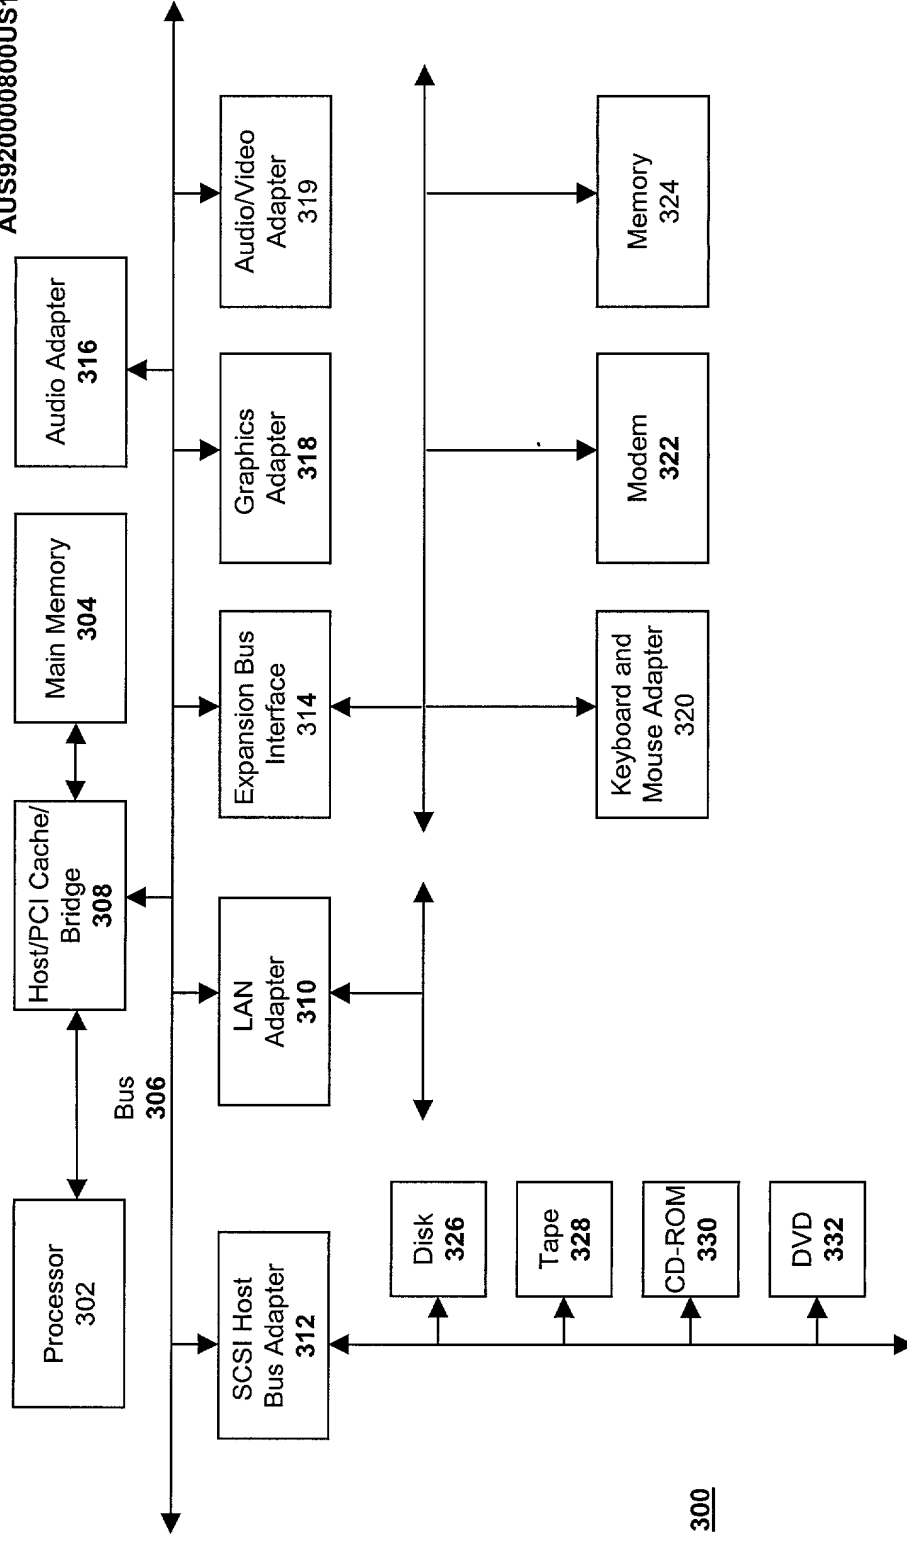 AUS920000800US1
Processor
302
Host/PCI Cache/
Bridge
308
Main Memory
304
Audio Adapter
316
Bus
306
SCSI Host
Bus Adapter
312
LAN
Adapter
310
Expansion Bus
Interface
314
Graphics
Adapter
318
Audio/Video
Adapter
319
Disk
326
Tape
328
CD-ROM
330
DVD
332
Keyboard and
Mouse Adapter
320
Modem
322
Memory
324
300